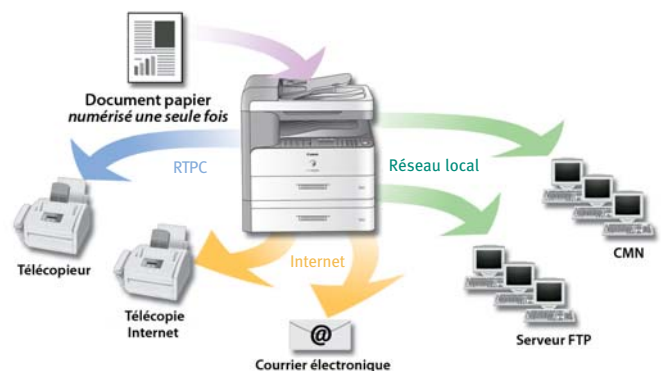 Document papier
numérisé une seule fois
RTPC
Réseau local
CMN
Télécopieur
Internet
Télécopie
Internet
Serveur FTP
@
Courrier électronique